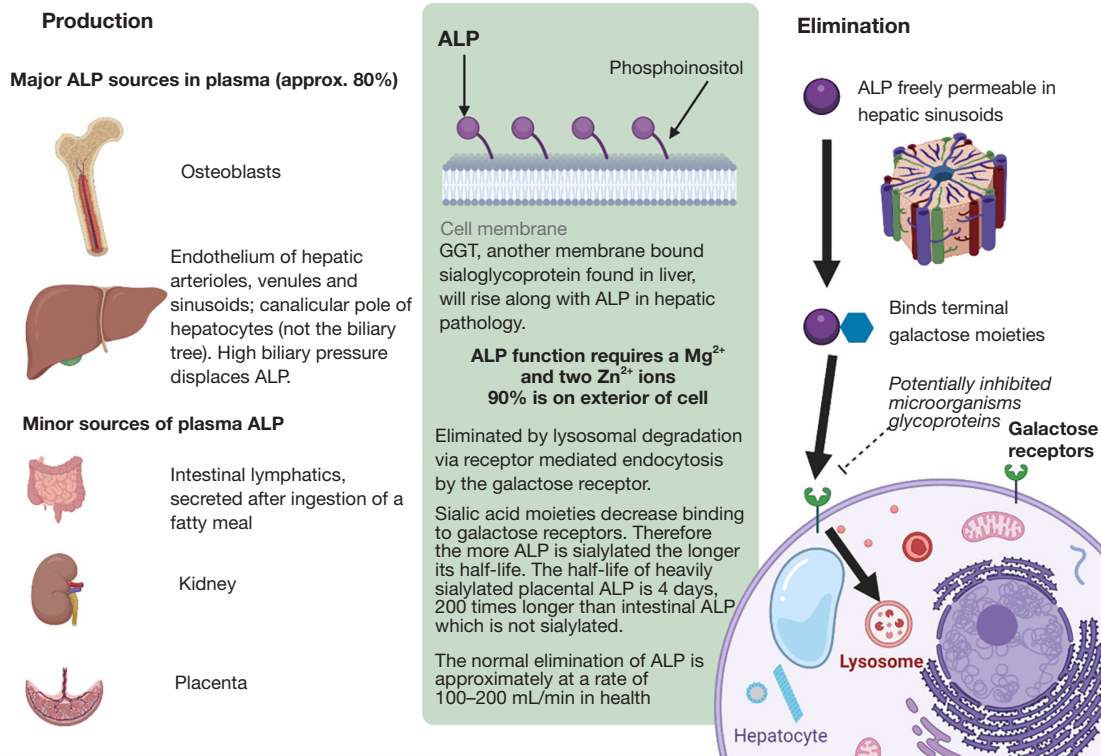 Production
Major ALP sources in plasma (approx. 80%)
Osteoblasts
Endothelium of hepatic
arterioles, venules and
sinusoids; canalicular pole of
hepatocytes (not the biliary
tree). High biliary pressure
displaces ALP.
Minor sources of plasma ALP
Intestinal lymphatics,
secreted after ingestion of a
fatty meal
Kidney
Placenta
ALP
Phosphoinositol
Cell membrane
GGT, another membrane bound
sialoglycoprotein found in liver,
will rise along with ALP in hepatic
pathology.
ALP function requires a Mg²⁺
and two Zn²⁺ ions
90% is on exterior of cell
Eliminated by lysosomal degradation
via receptor mediated endocytosis
by the galactose receptor.
Sialic acid moieties decrease binding
to galactose receptors. Therefore
the more ALP is sialylated the longer
its half-life. The half-life of heavily
sialylated placental ALP is 4 days,
200 times longer than intestinal ALP
which is not sialylated.
The normal elimination of ALP is
approximately at a rate of
100–200 mL/min in health
Elimination
ALP freely permeable in
hepatic sinusoids
Binds terminal
galactose moieties
Potentially inhibited
microorganisms
glycoproteins
Galactose
receptors
Lysosome
Hepatocyte